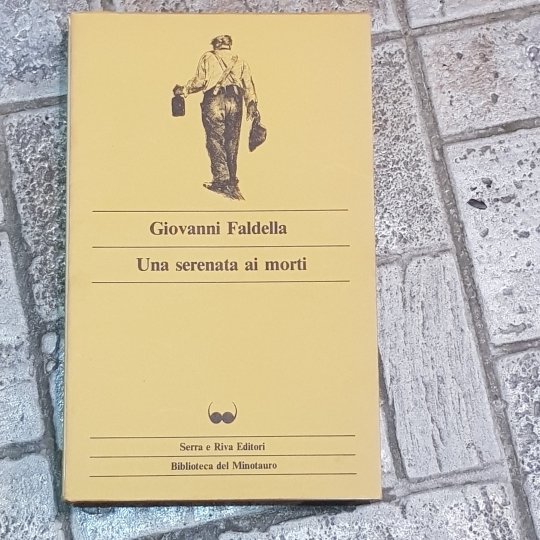 Giovanni Faldella
Una serenata ai morti
Serra e Riva Editori
Biblioteca del Minotauro